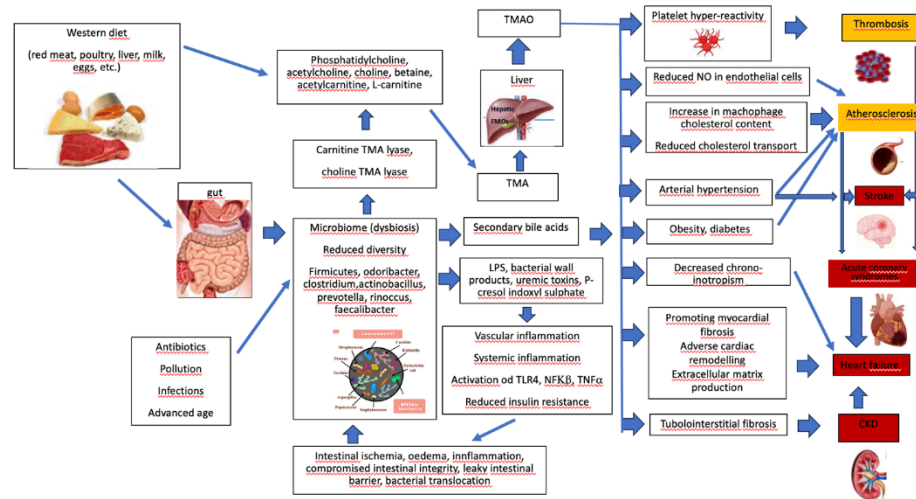 Western diet
(red meat, poultry, liver, milk,
eggs, etc.)
gut
Antibiotics
Pollution
Infections
Advanced age
Phosphatidylcholine,
acetylcholine, choline, betaine,
acetylcarnitine, L-carnitine
Carnitine TMA lyase,
choline TMA lyase
Microbiome (dysbiosis)
Reduced diversity
Firmicutes, odoribacter,
clostridium,actinobacillus,
prevotella, rinoccus,
faecalibacter
Intestinal ischemia, oedema, innflammation,
compromised intestinal integrity, leaky intestinal
barrier, bacterial translocation
TMAO
Liver
Hepatic
FMOs
TMA
Secondary bile acids
LPS, bacterial wall
products, uremic toxins, P-
cresol indoxyl sulphate
Vascular inflammation
Systemic inflammation
Activation od TLR4, NFKβ, TNFα
Reduced insulin resistance
Platelet hyper-reactivity
Reduced NO in endothelial cells
Increase in machophage
cholesterol content
Reduced cholesterol transport
Arterial hypertension
Obesity, diabetes
Decreased chrono-
inotropism
Promoting myocardial
fibrosis
Adverse cardiac
remodelling
Extracellular matrix
production
Tubolointerstitial fibrosis
Thrombosis
Atherosclerosis
Stroke
Acute coronary
syndromes
Heart failure
CKD